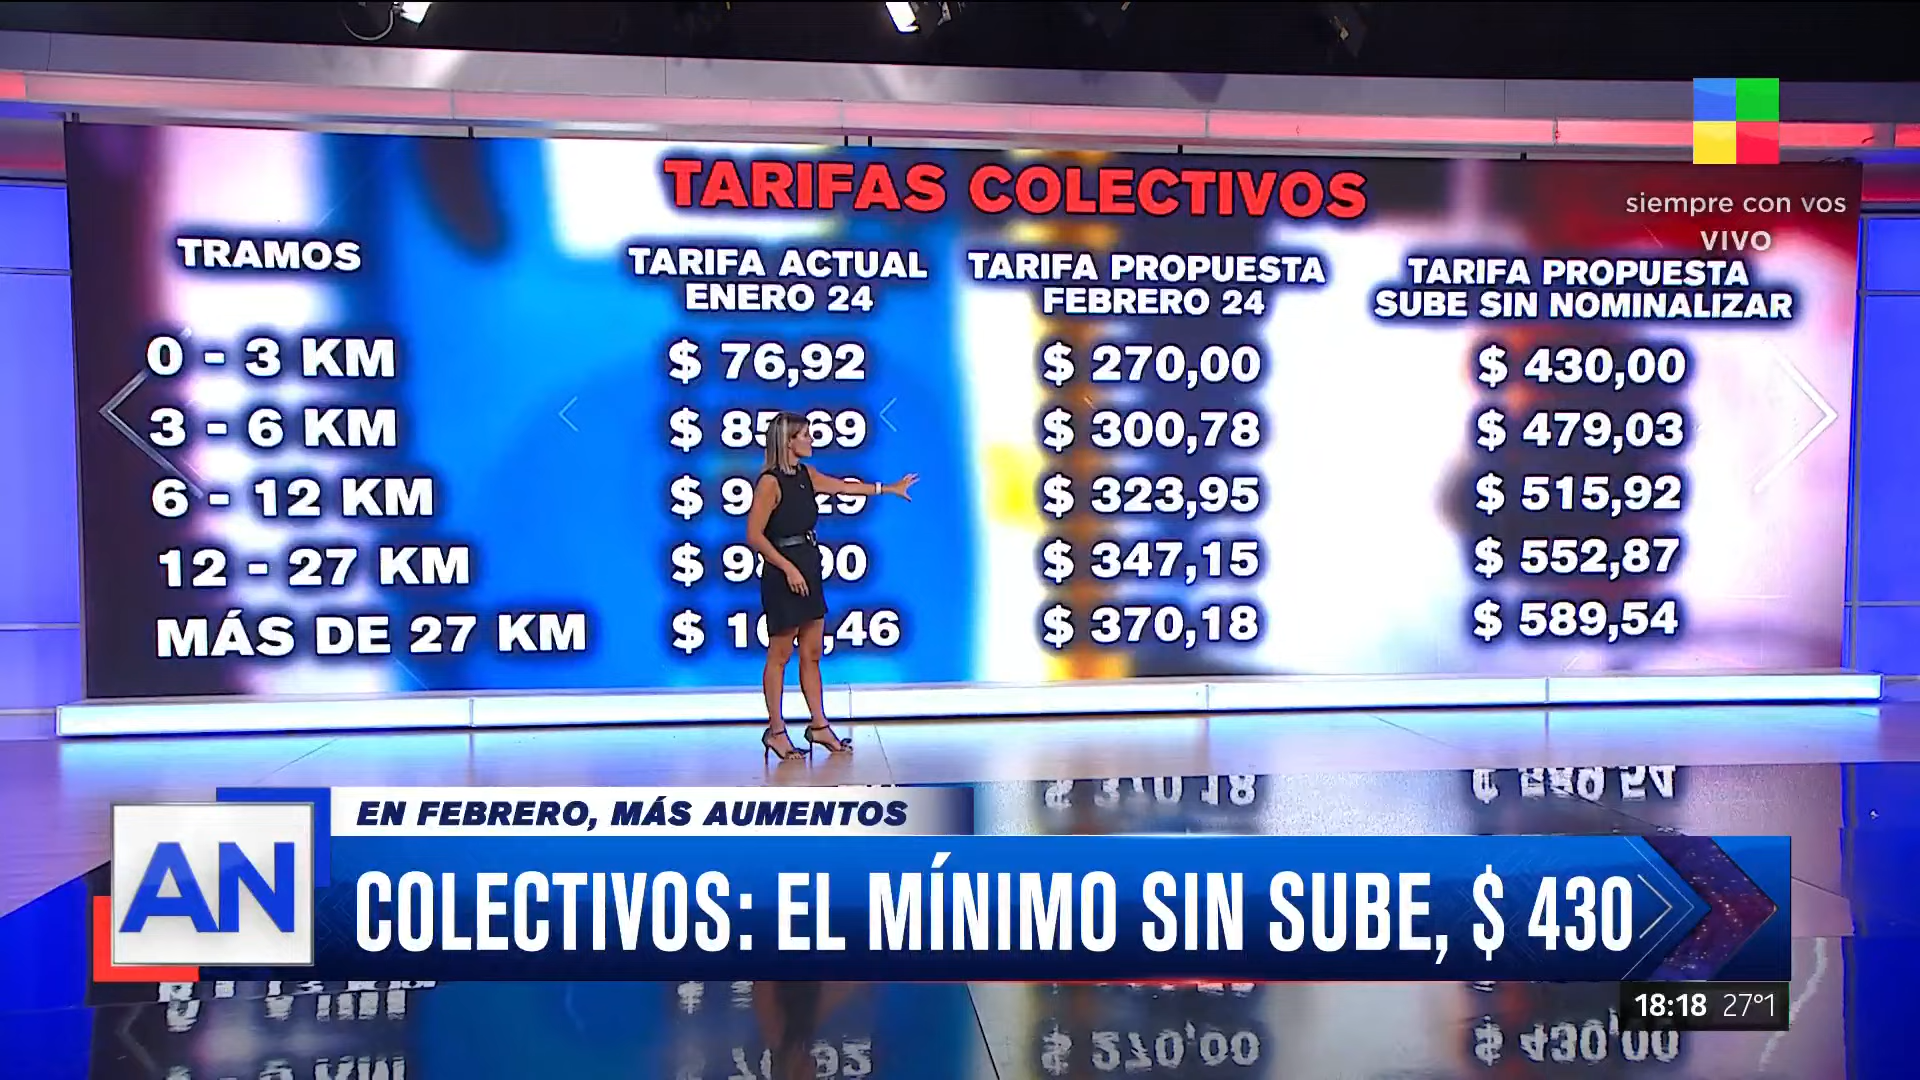 TARIFAS COLECTIVOS
siempre con vos
VIVO
TRAMOS
TARIFA ACTUAL
ENERO 24
TARIFA PROPUESTA
FEBRERO 24
TARIFA PROPUESTA
SUBE SIN NOMINALIZAR
0 - 3 KM $ 76,92 $ 270,00 $ 430,00
3 - 6 KM $ 300,78 $ 479,03
6 - 12 KM $ 323,95 $ 515,92
12 - 27 KM $ 347,15 $ 552,87
MÁS DE 27 KM $ 370,18 $ 589,54
EN FEBRERO, MÁS AUMENTOS
AN
COLECTIVOS: EL MÍNIMO SIN SUBE, $ 430
18:18 27°1